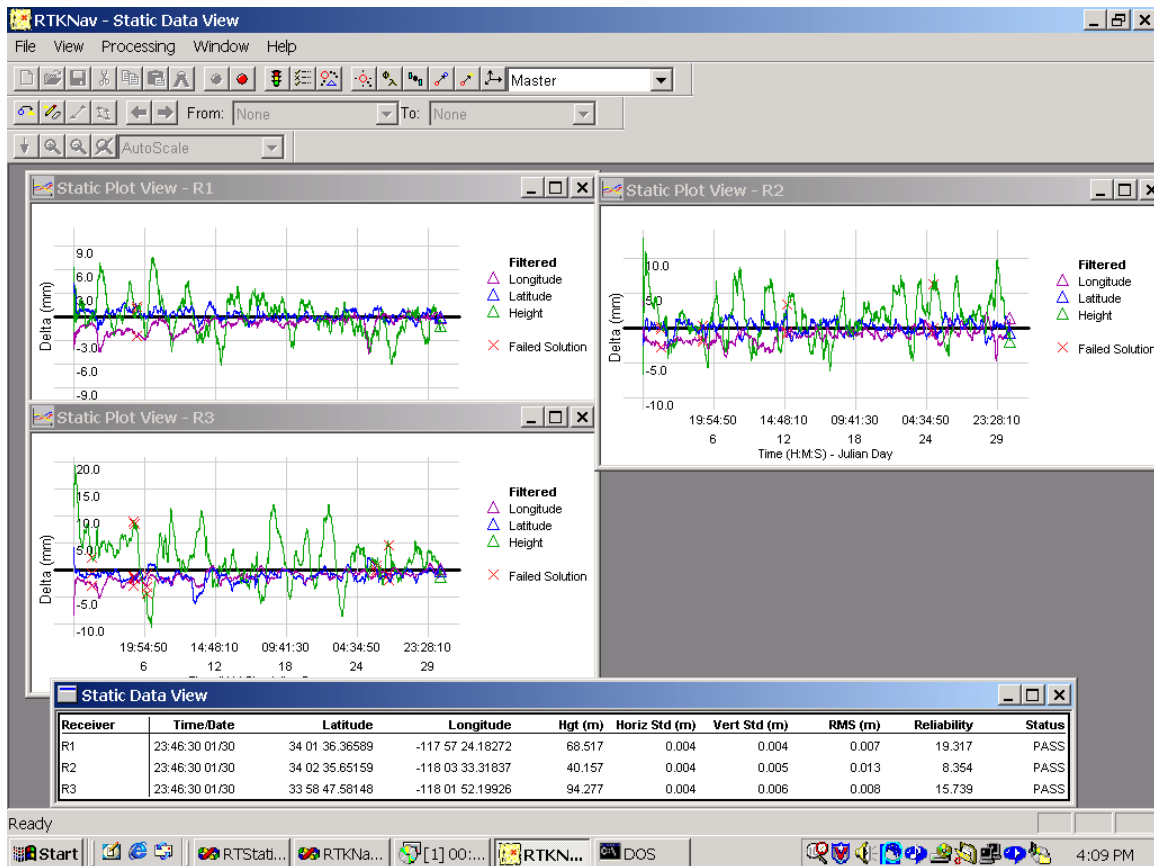 RTKNav - Static Data View
File View Processing Window Help
Master
From: None To: None
AutoScale
Static Plot View - R1
9.0
6.0
3.0
-3.0
-6.0
-9.0
Delta (mm)
Filtered
Longitude
Latitude
Height
Failed Solution
Static Plot View - R2
10.0
5.0
-5.0
-10.0
Delta (mm)
19:54:50 14:48:10 09:41:30 04:34:50 23:28:10
6 12 18 24 29
Time (H:M:S) - Julian Day
Filtered
Longitude
Latitude
Height
Failed Solution
Static Plot View - R3
20.0
15.0
10.0
5.0
-5.0
-10.0
Delta (mm)
19:54:50 14:48:10 09:41:30 04:34:50 23:28:10
6 12 18 24 29
Filtered
Longitude
Latitude
Height
Failed Solution
Static Data View
Receiver Time/Date Latitude Longitude Hgt (m) Horiz Std (m) Vert Std (m) RMS (m) Reliability Status
R1 23:46:30 01/30 34 01 36.36589 -117 57 24.18272 68.517 0.004 0.004 0.007 19.317 PASS
R2 23:46:30 01/30 34 02 35.65159 -118 03 33.31837 40.157 0.004 0.005 0.013 8.354 PASS
R3 23:46:30 01/30 33 58 47.58148 -118 01 52.19926 94.277 0.004 0.006 0.008 15.739 PASS
Ready
Start RTStati... RTKNa... [1] 00:... RTKN... DOS 4:09 PM